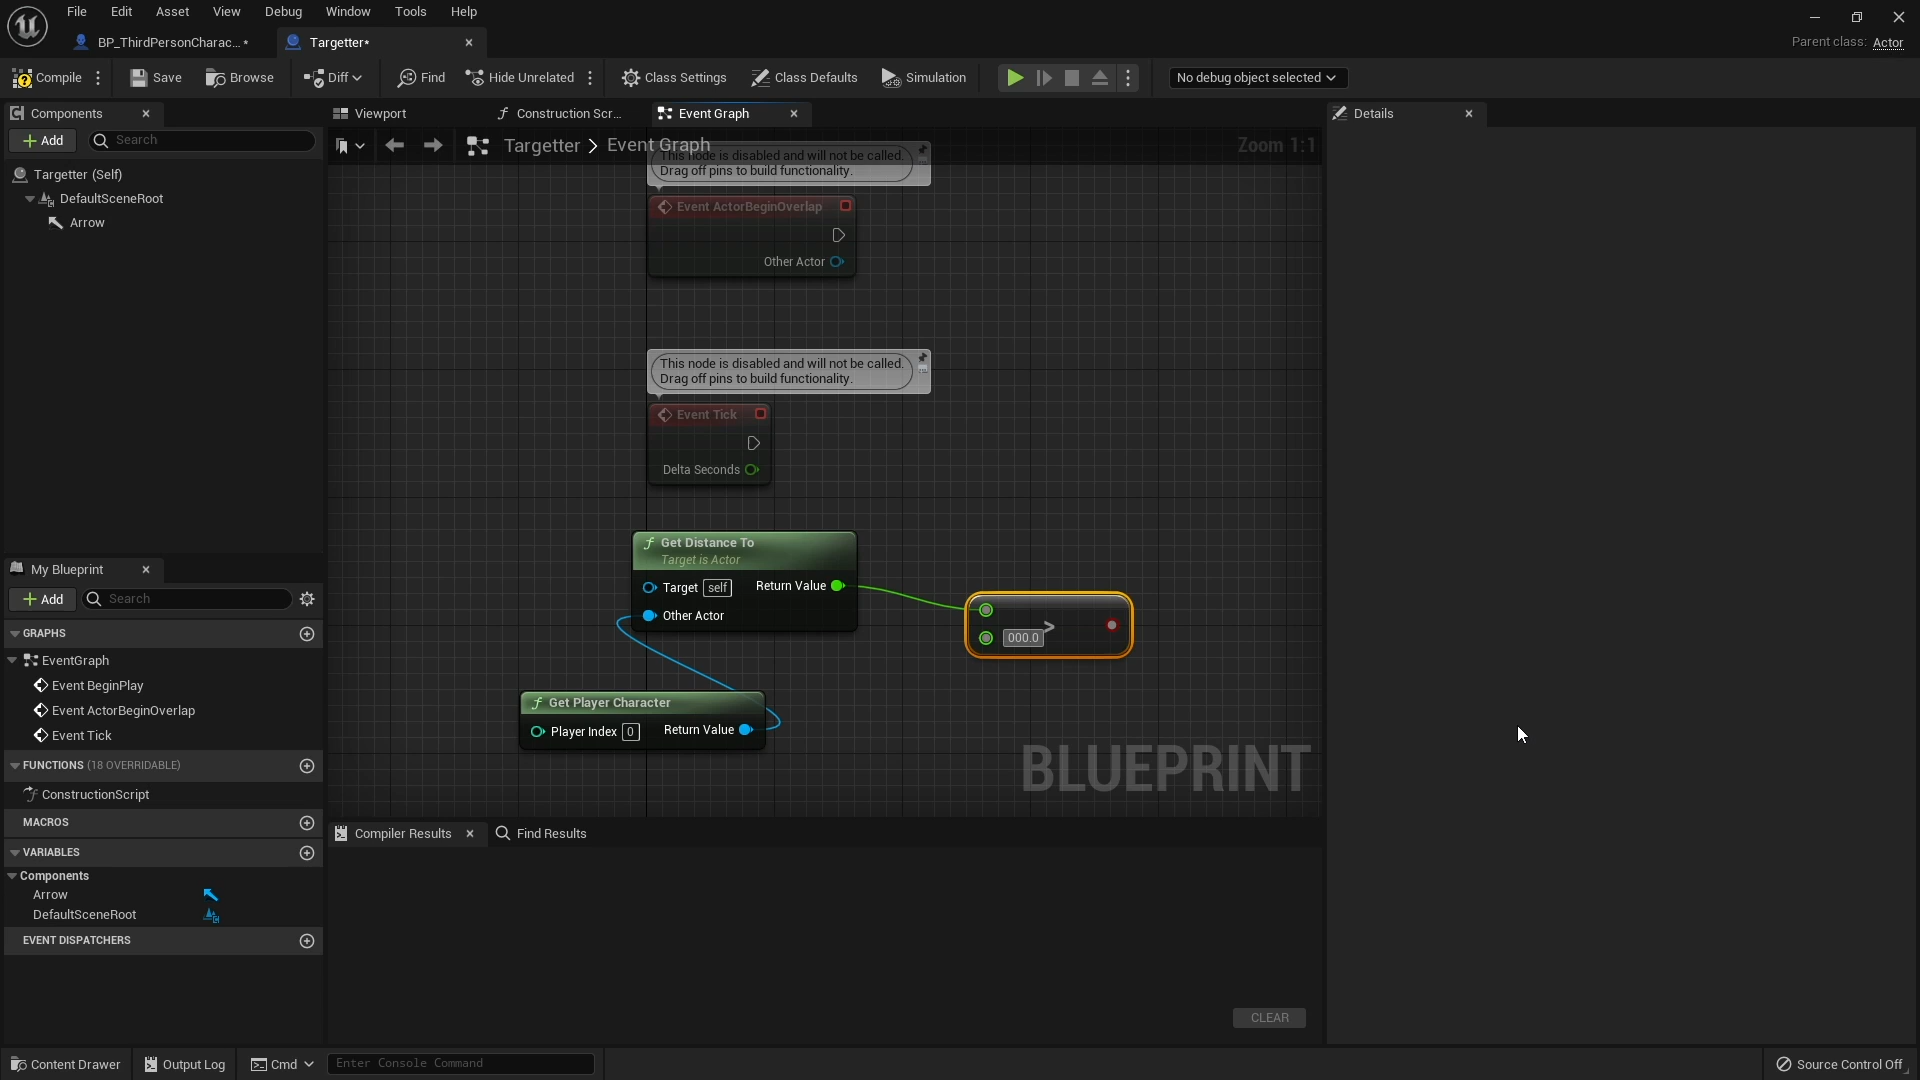 File Edit Asset View Debug Window Tools Help
BP_ThirdPersonCharac... *
Targetter*
Parent class: Actor
Compile
Save
Browse
Diff
Find
Hide Unrelated
Class Settings
Class Defaults
Simulation
No debug object selected
Components
Add
Search
Targetter (Self)
DefaultSceneRoot
Arrow
Viewport
Construction Scr...
Event Graph
Targetter > Event Graph
Zoom 1:1
This node is disabled and will not be called.
Drag off pins to build functionality.
Event ActorBeginOverlap
Other Actor
This node is disabled and will not be called.
Drag off pins to build functionality.
Event Tick
Delta Seconds
Get Distance To
Target is Actor
Target self
Return Value
Other Actor
000.0
>
Get Player Character
Player Index 0
Return Value
BLUEPRINT
Details
My Blueprint
Add
Search
GRAPHS
EventGraph
Event BeginPlay
Event ActorBeginOverlap
Event Tick
FUNCTIONS (18 OVERRIDABLE)
ConstructionScript
MACROS
VARIABLES
Components
Arrow
DefaultSceneRoot
EVENT DISPATCHERS
Compiler Results
Find Results
CLEAR
Content Drawer
Output Log
Cmd
Enter Console Command
Source Control Off